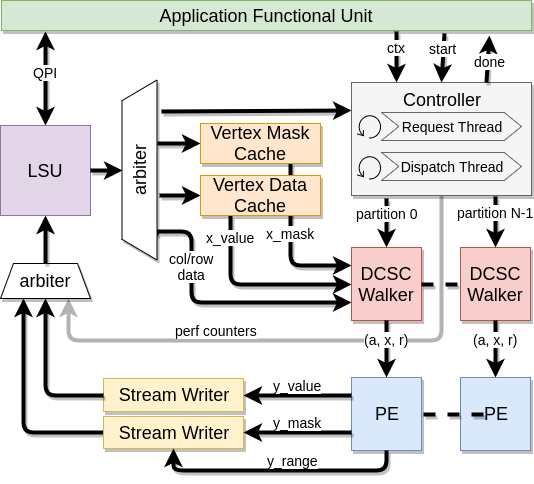 Application Functional Unit
ctx
start
done
QPI
Controller
Request Thread
Dispatch Thread
LSU
arbiter
Vertex Mask
Cache
Vertex Data
Cache
x_value
x_mask
col/row
data
partition 0
partition N-1
DCSC
Walker
DCSC
Walker
arbiter
perf counters
(a, x, r)
(a, x, r)
Stream Writer
y_value
PE
PE
Stream Writer
y_mask
y_range